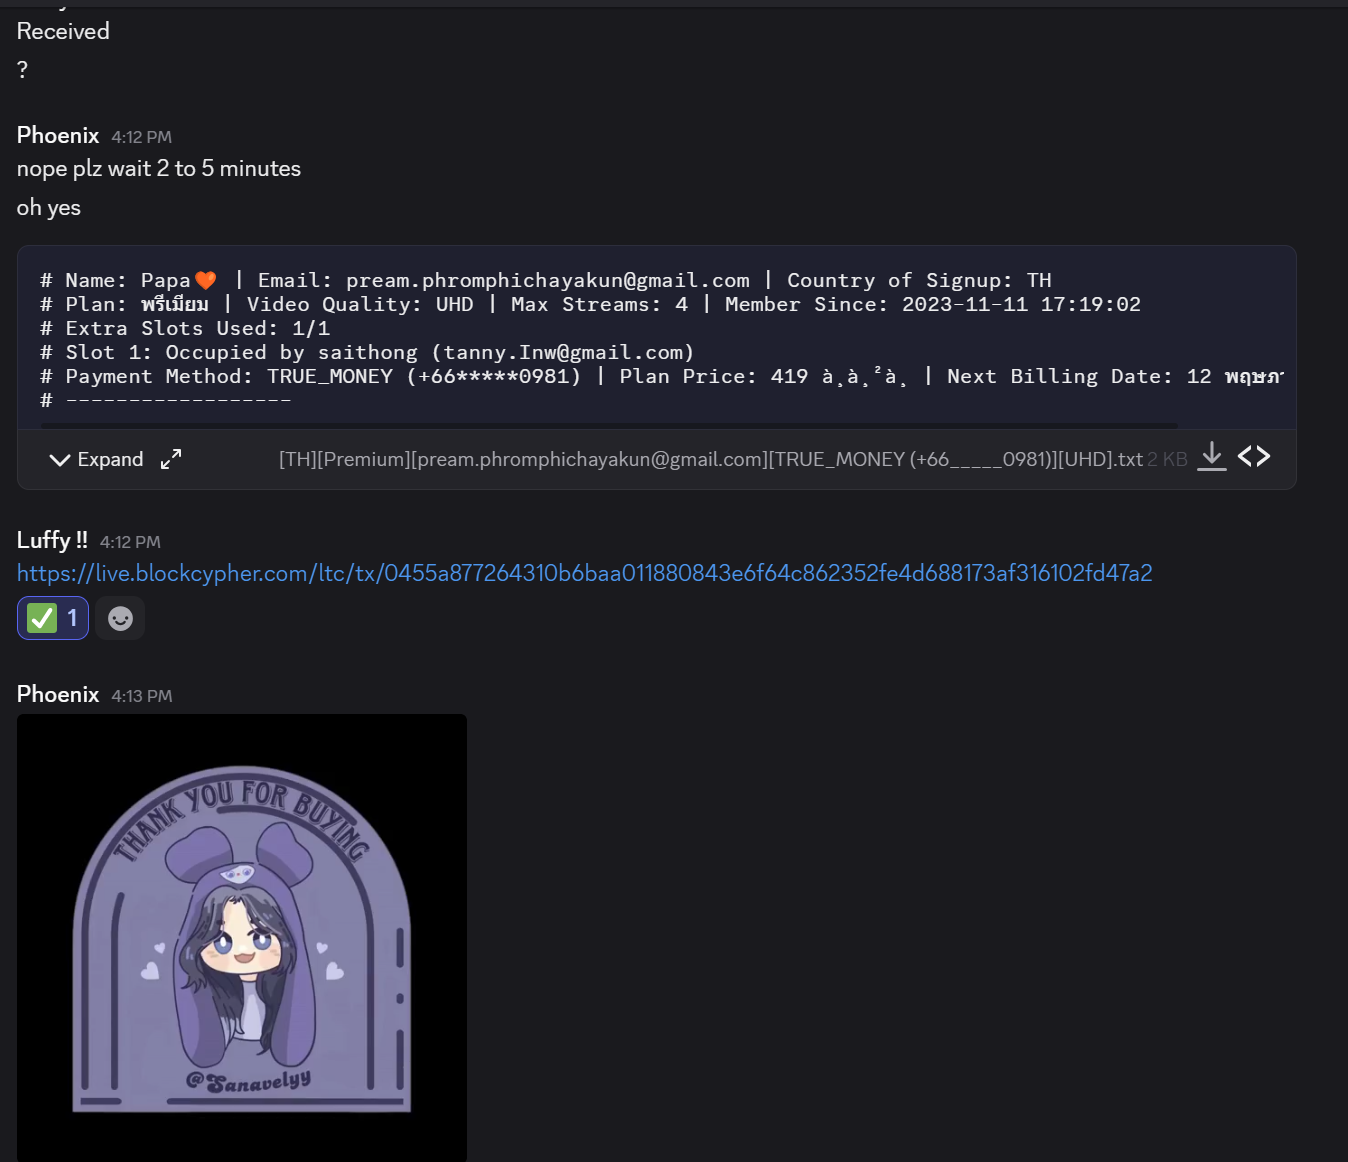 Received
?
Phoenix 4:12 PM
nope plz wait 2 to 5 minutes
oh yes
# Name: Papa🧡 | Email: pream.phromphichayakun@gmail.com | Country of Signup: TH
# Plan: พรีเมียม | Video Quality: UHD | Max Streams: 4 | Member Since: 2023-11-11 17:19:02
# Extra Slots Used: 1/1
# Slot 1: Occupied by saithong (tanny.Inw@gmail.com)
# Payment Method: TRUE_MONEY (+66*****0981) | Plan Price: 419 à¸à¸²à¸ | Next Billing Date: 12 พฤษภา
# ------------------
Expand [TH][Premium][pream.phromphichayakun@gmail.com][TRUE_MONEY (+66_____0981)][UHD].txt 2 KB
Luffy !! 4:12 PM
https://live.blockcypher.com/ltc/tx/0455a877264310b6baa011880843e6f64c862352fe4d688173af316102fd47a2
✅ 1
Phoenix 4:13 PM
THANK YOU FOR BUYING
@Sanavelyy